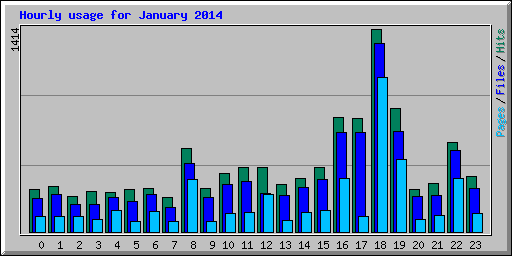 Hourly usage for January 2014
1414
Pages / Files / Hits
0 1 2 3 4 5 6 7 8 9 10 11 12 13 14 15 16 17 18 19 20 21 22 23